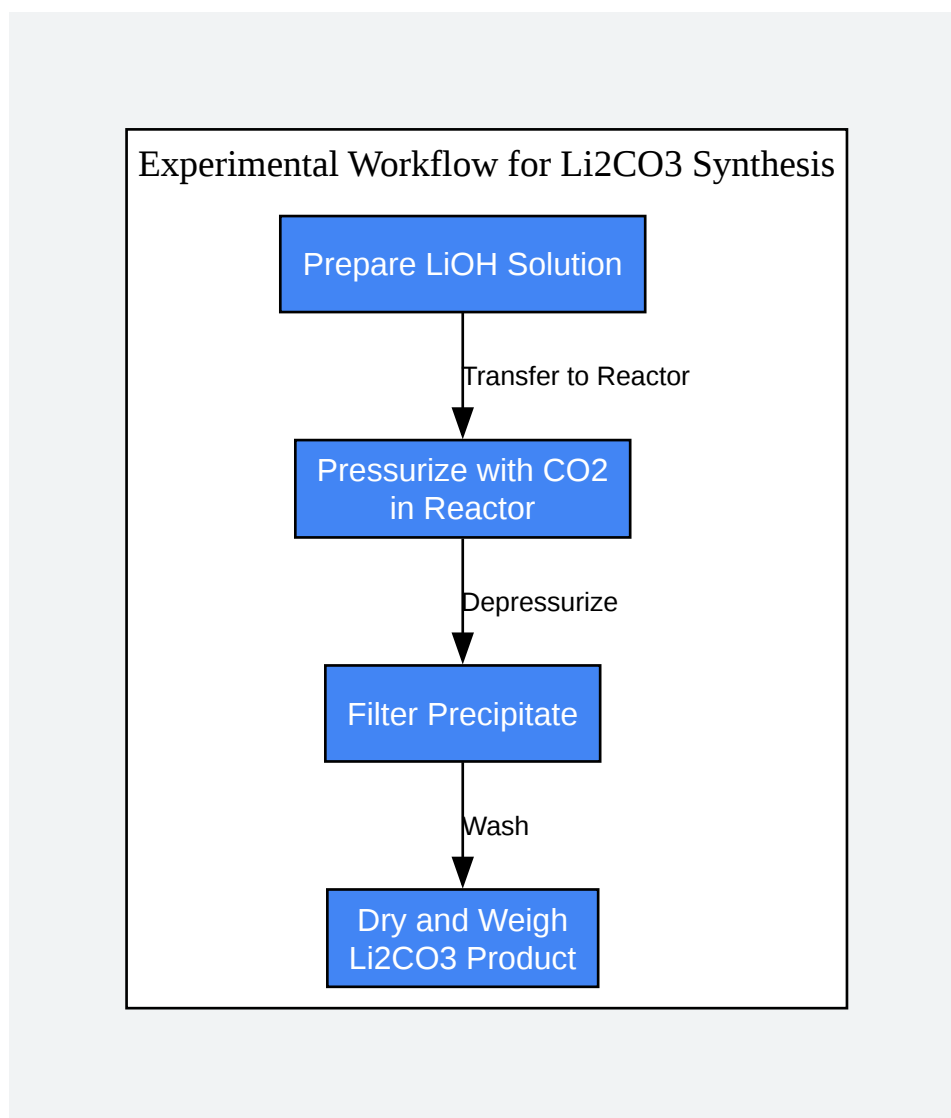 Experimental Workflow for Li2CO3 Synthesis
Prepare LiOH Solution
Transfer to Reactor
Pressurize with CO2
in Reactor
Depressurize
Filter Precipitate
Wash
Dry and Weigh
Li2CO3 Product